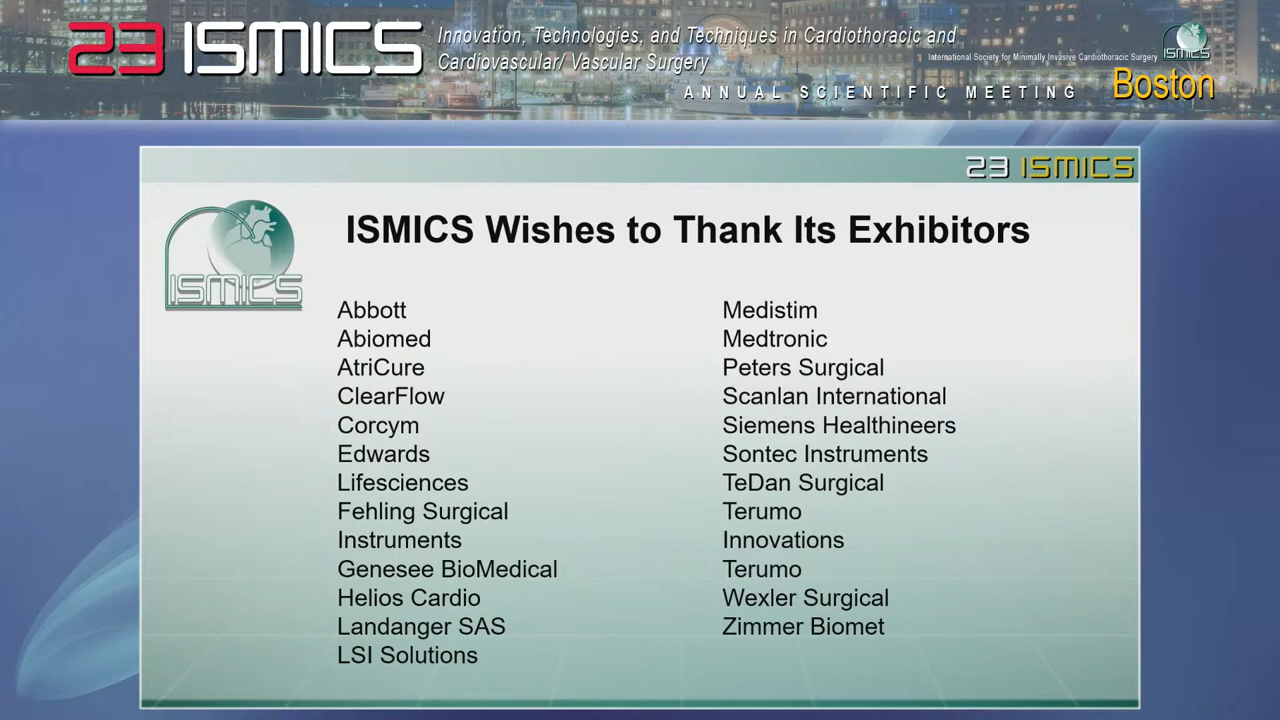 23 ISMICS
Innovation, Technologies, and Techniques in Cardiothoracic and
Cardiovascular/ Vascular Surgery
International Society for Minimally Invasive Cardiothoracic Surgery
ISMICS
ANNUAL SCIENTIFIC MEETING
Boston
23 ISMICS
ISMICS
ISMICS Wishes to Thank Its Exhibitors
Abbott
Abiomed
AtriCure
ClearFlow
Corcym
Edwards
Lifesciences
Fehling Surgical
Instruments
Genesee BioMedical
Helios Cardio
Landanger SAS
LSI Solutions
Medistim
Medtronic
Peters Surgical
Scanlan International
Siemens Healthineers
Sontec Instruments
TeDan Surgical
Terumo
Innovations
Terumo
Wexler Surgical
Zimmer Biomet